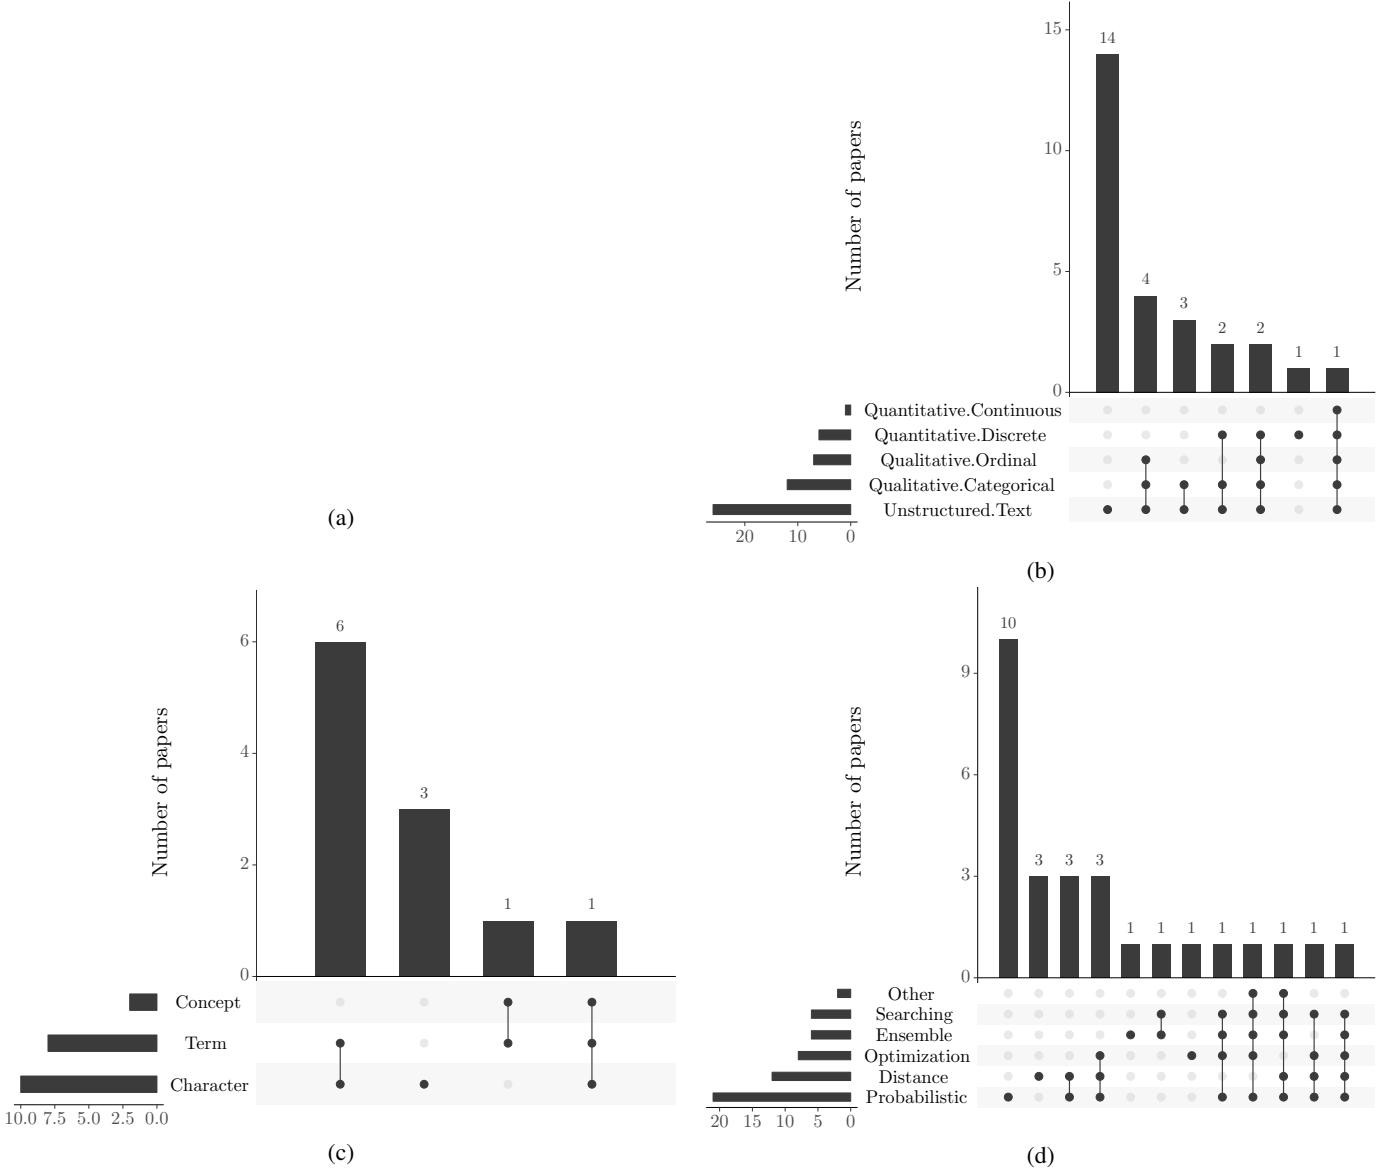 (a)
Number of papers
15
10
5
0
14
4
3
2
2
1
1
Quantitative.Continuous
Quantitative.Discrete
Qualitative.Ordinal
Qualitative.Categorical
Unstructured.Text
20 10 0
(b)
Number of papers
6
4
2
0
6
3
1
1
Concept
Term
Character
10.0 7.5 5.0 2.5 0.0
(c)
Number of papers
9
6
3
0
10
3
3
3
1
1
1
1
1
1
1
1
Other
Searching
Ensemble
Optimization
Distance
Probabilistic
20 15 10 5 0
(d)